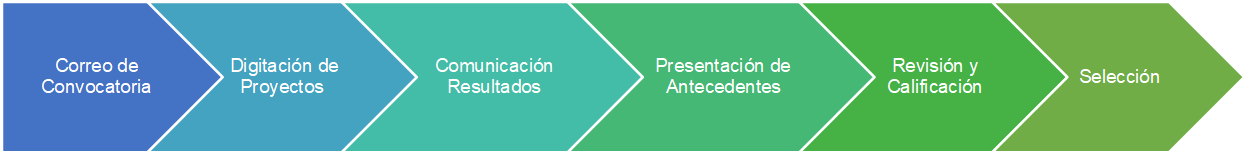 Correo de
Convocatoria
Digitación de
Proyectos
Comunicación
Resultados
Presentación de
Antecedentes
Revisión y
Calificación
Selección